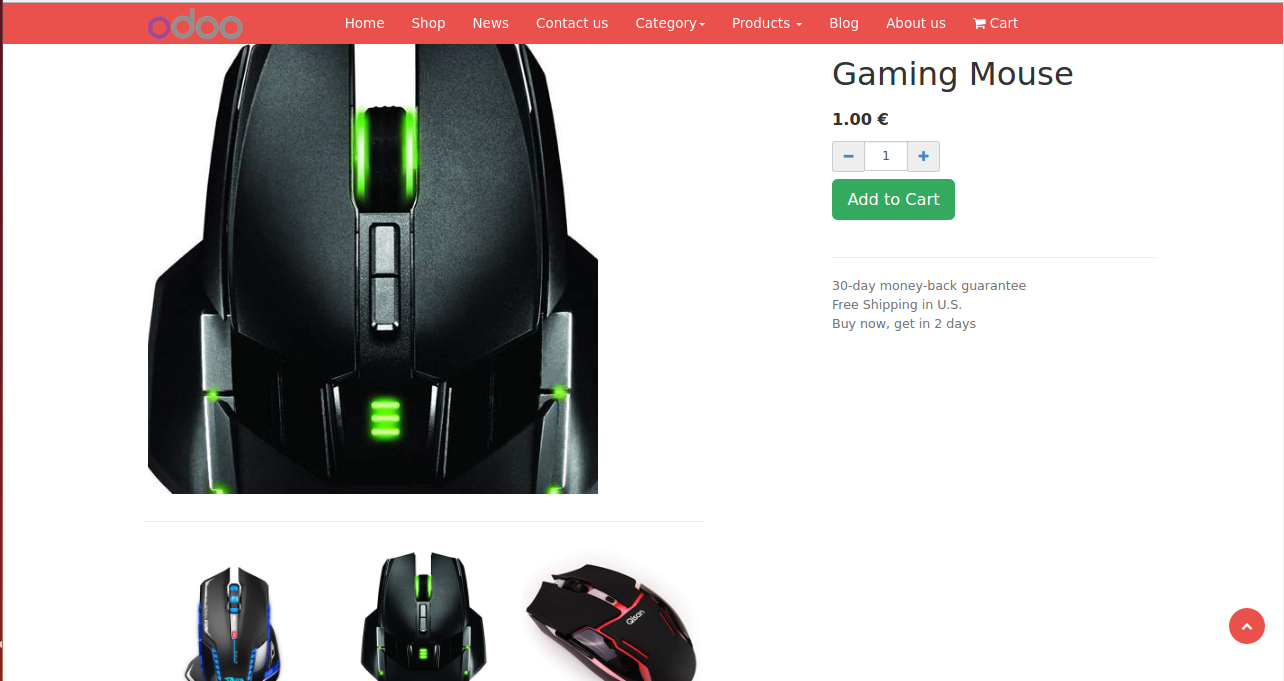 odoo
Home Shop News Contact us Category Products Blog About us Cart
Gaming Mouse
1.00 €
1
Add to Cart
30-day money-back guarantee
Free Shipping in U.S.
Buy now, get in 2 days
Qisan